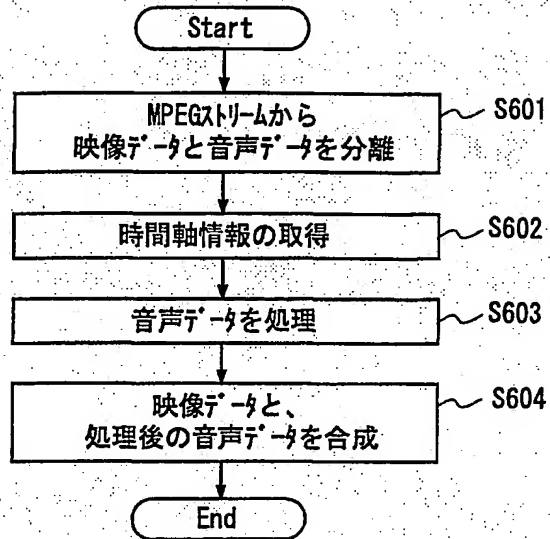 Start
MPEGストリームから
映像データと音声データを分離
S601
時間軸情報の取得
S602
音声データを処理
S603
映像データと、
処理後の音声データを合成
S604
End